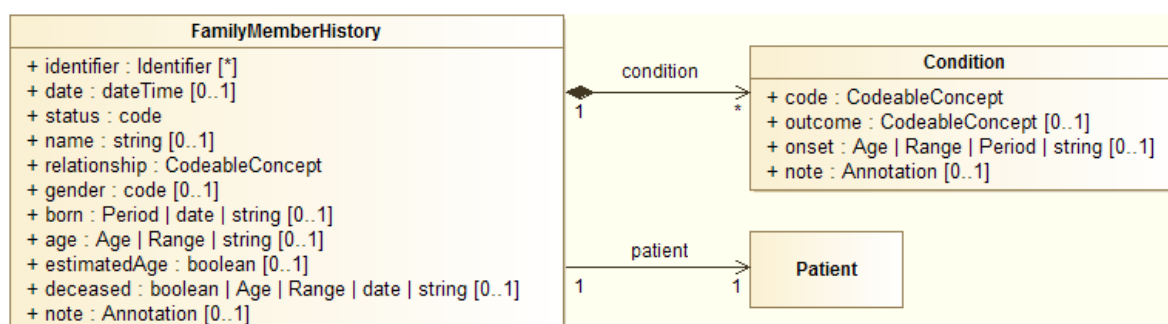 FamilyMemberHistory
+ identifier : Identifier [*]
+ date : dateTime [0..1]
+ status : code
+ name : string [0..1]
+ relationship : CodeableConcept
+ gender : code [0..1]
+ born : Period | date | string [0..1]
+ age : Age | Range | string [0..1]
+ estimatedAge : boolean [0..1]
+ deceased : boolean | Age | Range | date | string [0..1]
+ note : Annotation [0..1]
condition
1
*
Condition
+ code : CodeableConcept
+ outcome : CodeableConcept [0..1]
+ onset : Age | Range | Period | string [0..1]
+ note : Annotation [0..1]
patient
1
1
Patient